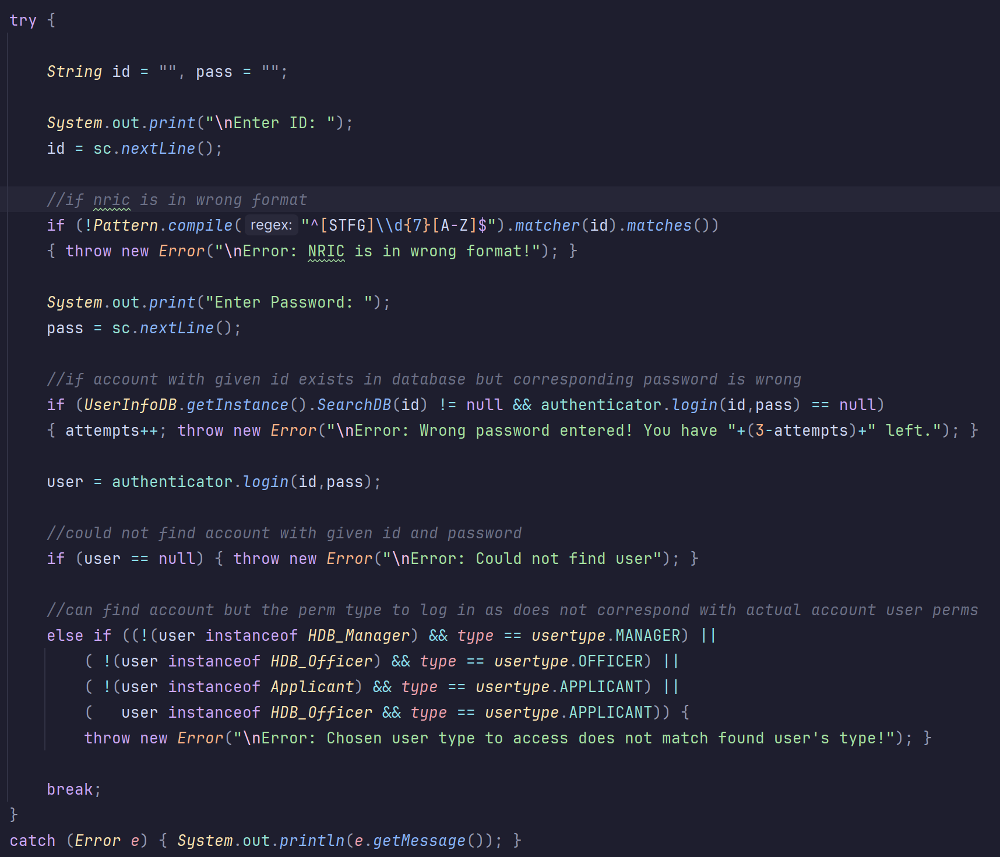 try {
String id = "", pass = "";
System.out.print("\nEnter ID: ");
id = sc.nextLine();
//if nric is in wrong format
if (!Pattern.compile( regex: "^[STFG]\\d{7}[A-Z]$").matcher(id).matches())
{ throw new Error("\nError: NRIC is in wrong format!"); }
System.out.print("Enter Password: ");
pass = sc.nextLine();
//if account with given id exists in database but corresponding password is wrong
if (UserInfoDB.getInstance().SearchDB(id) != null && authenticator.login(id,pass) == null)
{ attempts++; throw new Error("\nError: Wrong password entered! You have "+(3-attempts)+" left."); }
user = authenticator.login(id,pass);
//could not find account with given id and password
if (user == null) { throw new Error("\nError: Could not find user"); }
//can find account but the perm type to log in as does not correspond with actual account user perms
else if ((!(user instanceof HDB_Manager) && type == usertype.MANAGER) ||
( !(user instanceof HDB_Officer) && type == usertype.OFFICER) ||
( !(user instanceof Applicant) && type == usertype.APPLICANT) ||
(   user instanceof HDB_Officer && type == usertype.APPLICANT)) {
throw new Error("\nError: Chosen user type to access does not match found user's type!"); }
break;
}
catch (Error e) { System.out.println(e.getMessage()); }